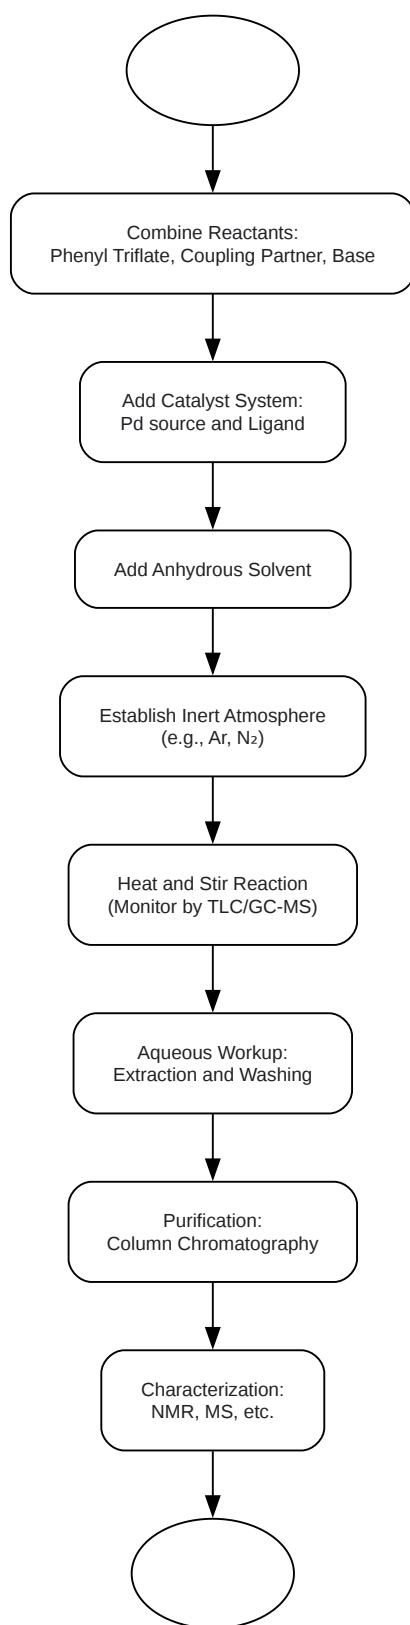 Combine Reactants:
Phenyl Triflate, Coupling Partner, Base
Add Catalyst System:
Pd source and Ligand
Add Anhydrous Solvent
Establish Inert Atmosphere
(e.g., Ar, N₂)
Heat and Stir Reaction
(Monitor by TLC/GC-MS)
Aqueous Workup:
Extraction and Washing
Purification:
Column Chromatography
Characterization:
NMR, MS, etc.